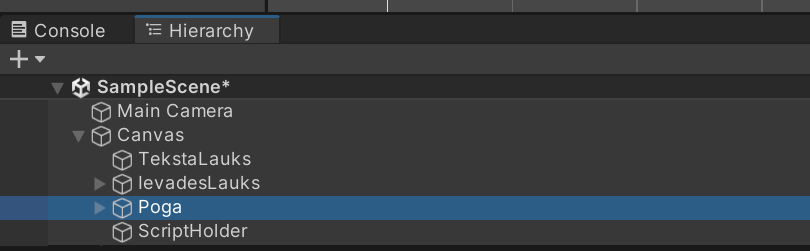 Console Hierarchy
SampleScene*
Main Camera
Canvas
TekstaLauks
IevadesLauks
Poga
ScriptHolder